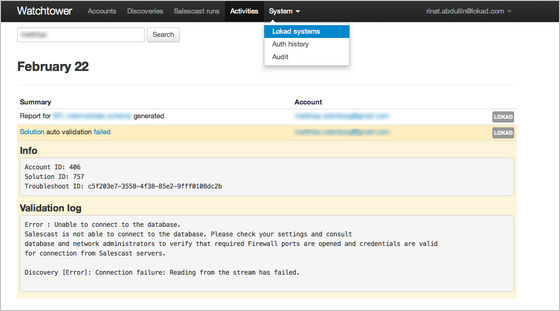 Watchtower Accounts Discoveries Salescast runs Activities System rinat.abdullin@lokad.com
Lokad systems
Auth history
Audit
Search
February 22
Summary Account
Report for generated LOKAD
Solution auto validation failed LOKAD
Info
Account ID: 406
Solution ID: 757
Troubleshoot ID: c5f203e7-3558-4f38-85e2-9fff0108dc2b
Validation log
Error : Unable to connect to the database.
Salescast is not able to connect to the database. Please check your settings and consult
database and network administrators to verify that required Firewall ports are opened and credentials are valid
for connection from Salescast servers.
Discovery [Error]: Connection failure: Reading from the stream has failed.